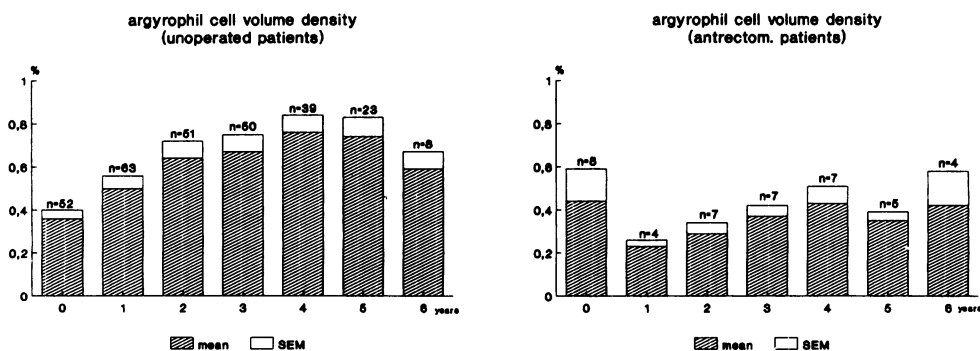 argyrophil cell volume density
(unoperated patients)
%
1
0,8
0,6
0,4
0,2
0
n=52
n=63
n=51
n=50
n=39
n=23
n=8
0 1 2 3 4 5 6 years
mean SEM
argyrophil cell volume density
(antrectom. patients)
%
1
0,8
0,6
0,4
0,2
0
n=8
n=4
n=7
n=7
n=7
n=5
n=4
0 1 2 3 4 5 6 years
mean SEM